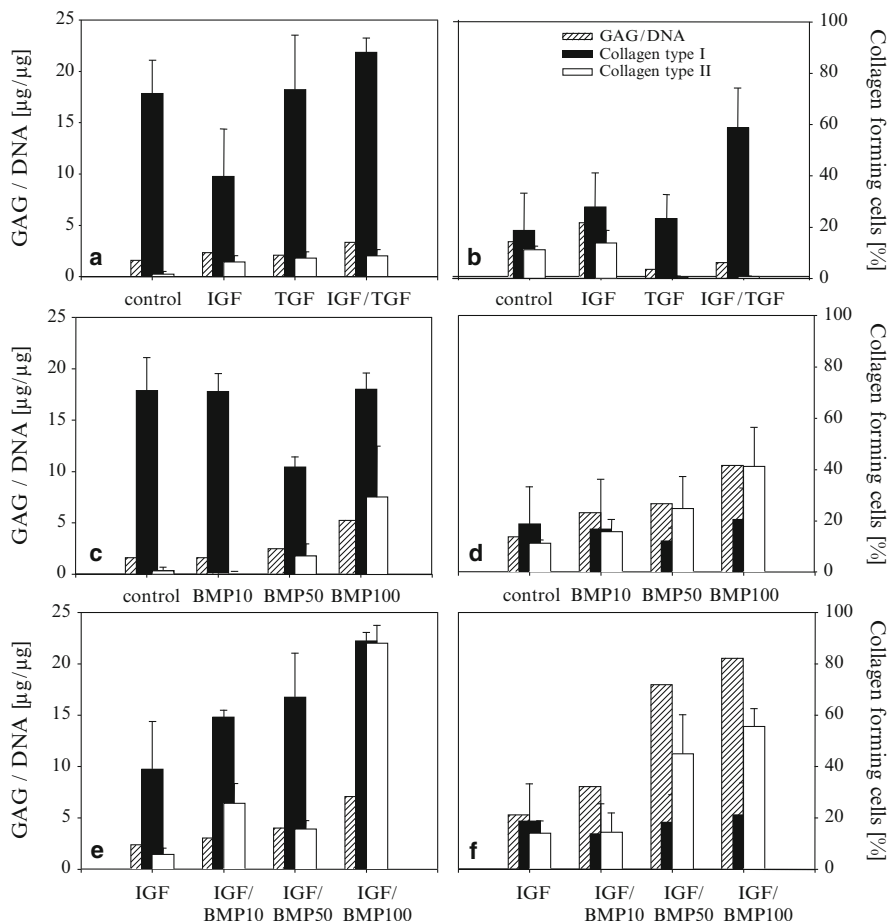 25
20
15
10
5
0
GAG / DNA [µg/µg]
a
control IGF TGF IGF/TGF
GAG/DNA
Collagen type I
Collagen type II
100
80
60
40
20
0
Collagen forming cells [%]
b
control IGF TGF IGF/TGF
25
20
15
10
5
0
GAG / DNA [µg/µg]
c
control BMP10 BMP50 BMP100
100
80
60
40
20
0
Collagen forming cells [%]
d
control BMP10 BMP50 BMP100
25
20
15
10
5
0
GAG / DNA [µg/µg]
e
IGF IGF/ IGF/ IGF/
BMP10 BMP50 BMP100
100
80
60
40
20
0
Collagen forming cells [%]
f
IGF IGF/ IGF/ IGF/
BMP10 BMP50 BMP100